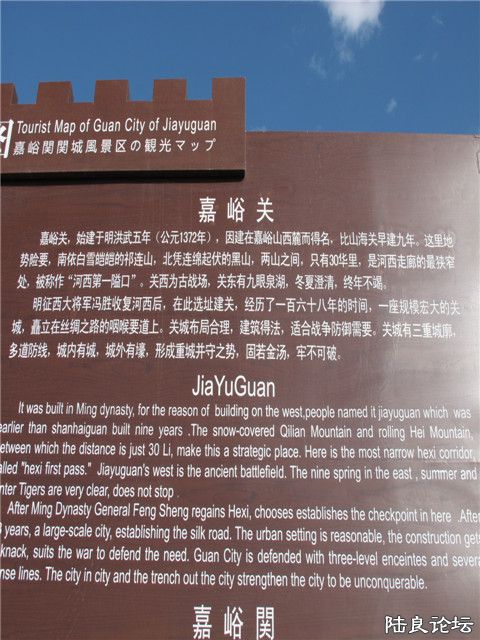 图 Tourist Map of Guan City of Jiayuguan
嘉峪関関城風景区の観光マップ
嘉峪关
嘉峪关，始建于明洪武五年（公元1372年），因建在嘉峪山西麓而得名，比山海关早建九年。这里地
势险要，南依白雪皑皑的祁连山，北凭连绵起伏的黑山，两山之间，只有30华里，是河西走廊的最狭窄
处，被称作“河西第一隘口”。关西为古战场，关东有九眼泉湖，冬夏澄清，终年不竭。
明征西大将军冯胜收复河西后，在此选址建关，经历了一百六十八年的时间，一座规模宏大的关
城，矗立在丝绸之路的咽喉要道上。关城布局合理，建筑得法，适合战争防御需要。关城有三重城廓，
多道防线，城内有城，城外有壕，形成重城并守之势，固若金汤，牢不可破。
JiaYuGuan
It was built in Ming dynasty, for the reason of building on the west,people named it jiayuguan which was
earlier than shanhaiguan built nine years .The snow-covered Qilian Mountain and rolling Hei Mountain,
etween which the distance is just 30 Li, make this a strategic place. Here is the most narrow hexi corridor,
alled "hexi first pass." Jiayuguan's west is the ancient battlefield. The nine spring in the east , summer and
nter Tigers are very clear, does not stop .
After Ming Dynasty General Feng Sheng regains Hexi, chooses establishes the checkpoint in here .After
8 years, a large-scale city, establishing the silk road. The urban setting is reasonable, the construction gets
knack, suits the war to defend the need. Guan City is defended with three-level enceintes and severa
nse lines. The city in city and the trench out the city strengthen the city to be unconquerable.
嘉峪関
陆良论坛